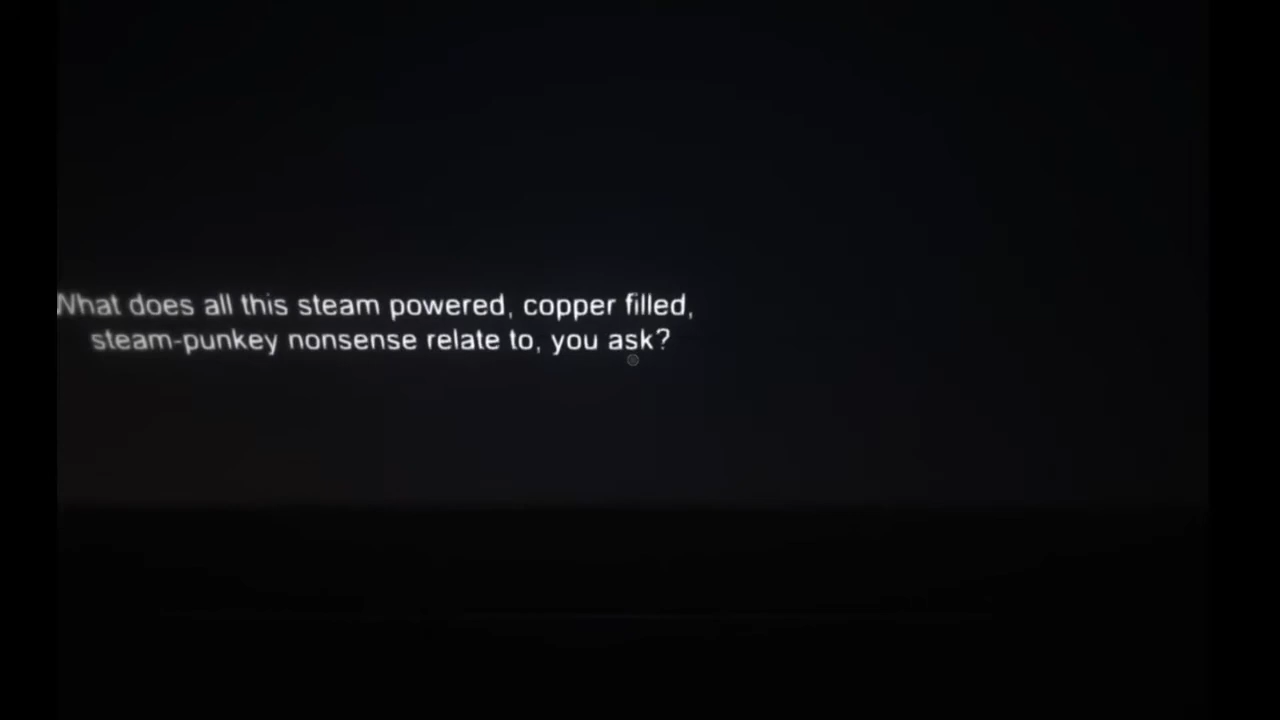 What does all this steam powered, copper filled,
steam-punkey nonsense relate to, you ask?